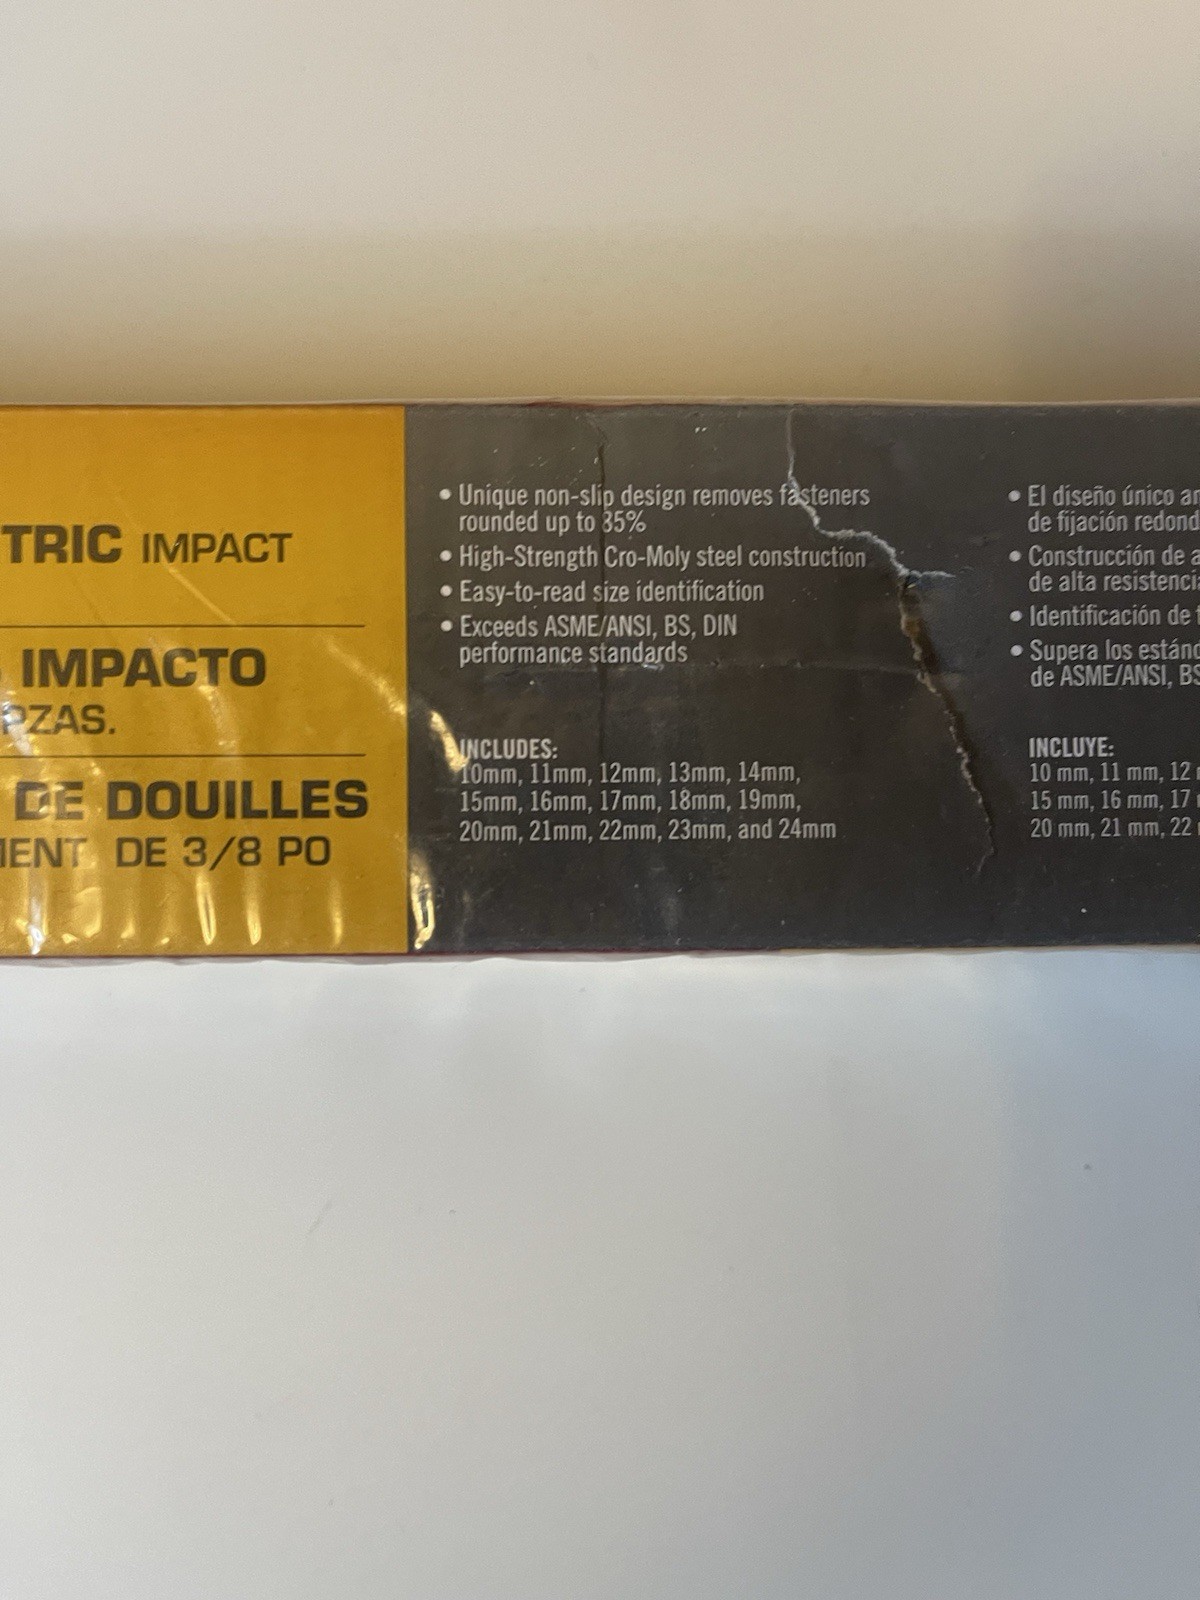 TRIC IMPACT
IMPACTO
PZAS.
DE DOUILLES
DE 3/8 PO
• Unique non-slip design removes fasteners
rounded up to 85%
• High-Strength Cro-Moly steel construction
• Easy-to-read size identification
• Exceeds ASME/ANSI, BS, DIN
performance standards
INCLUDES:
10mm, 11mm, 12mm, 13mm, 14mm,
15mm, 16mm, 17mm, 18mm, 19mm,
20mm, 21mm, 22mm, 23mm, and 24mm
• El diseño único
de fijación redond
• Construcción de a
de alta resistenci
• Identificación de
• Supera los están
de ASME/ANSI, BS
INCLUYE:
10 mm, 11 mm, 12
15 mm, 16 mm, 17
20 mm, 21 mm, 22